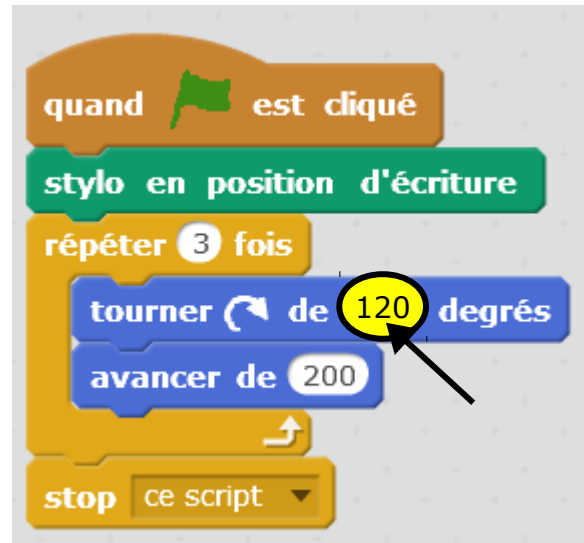 quand est cliqué
stylo en position d'écriture
répéter 3 fois
tourner de 120 degrés
avancer de 200
stop ce script